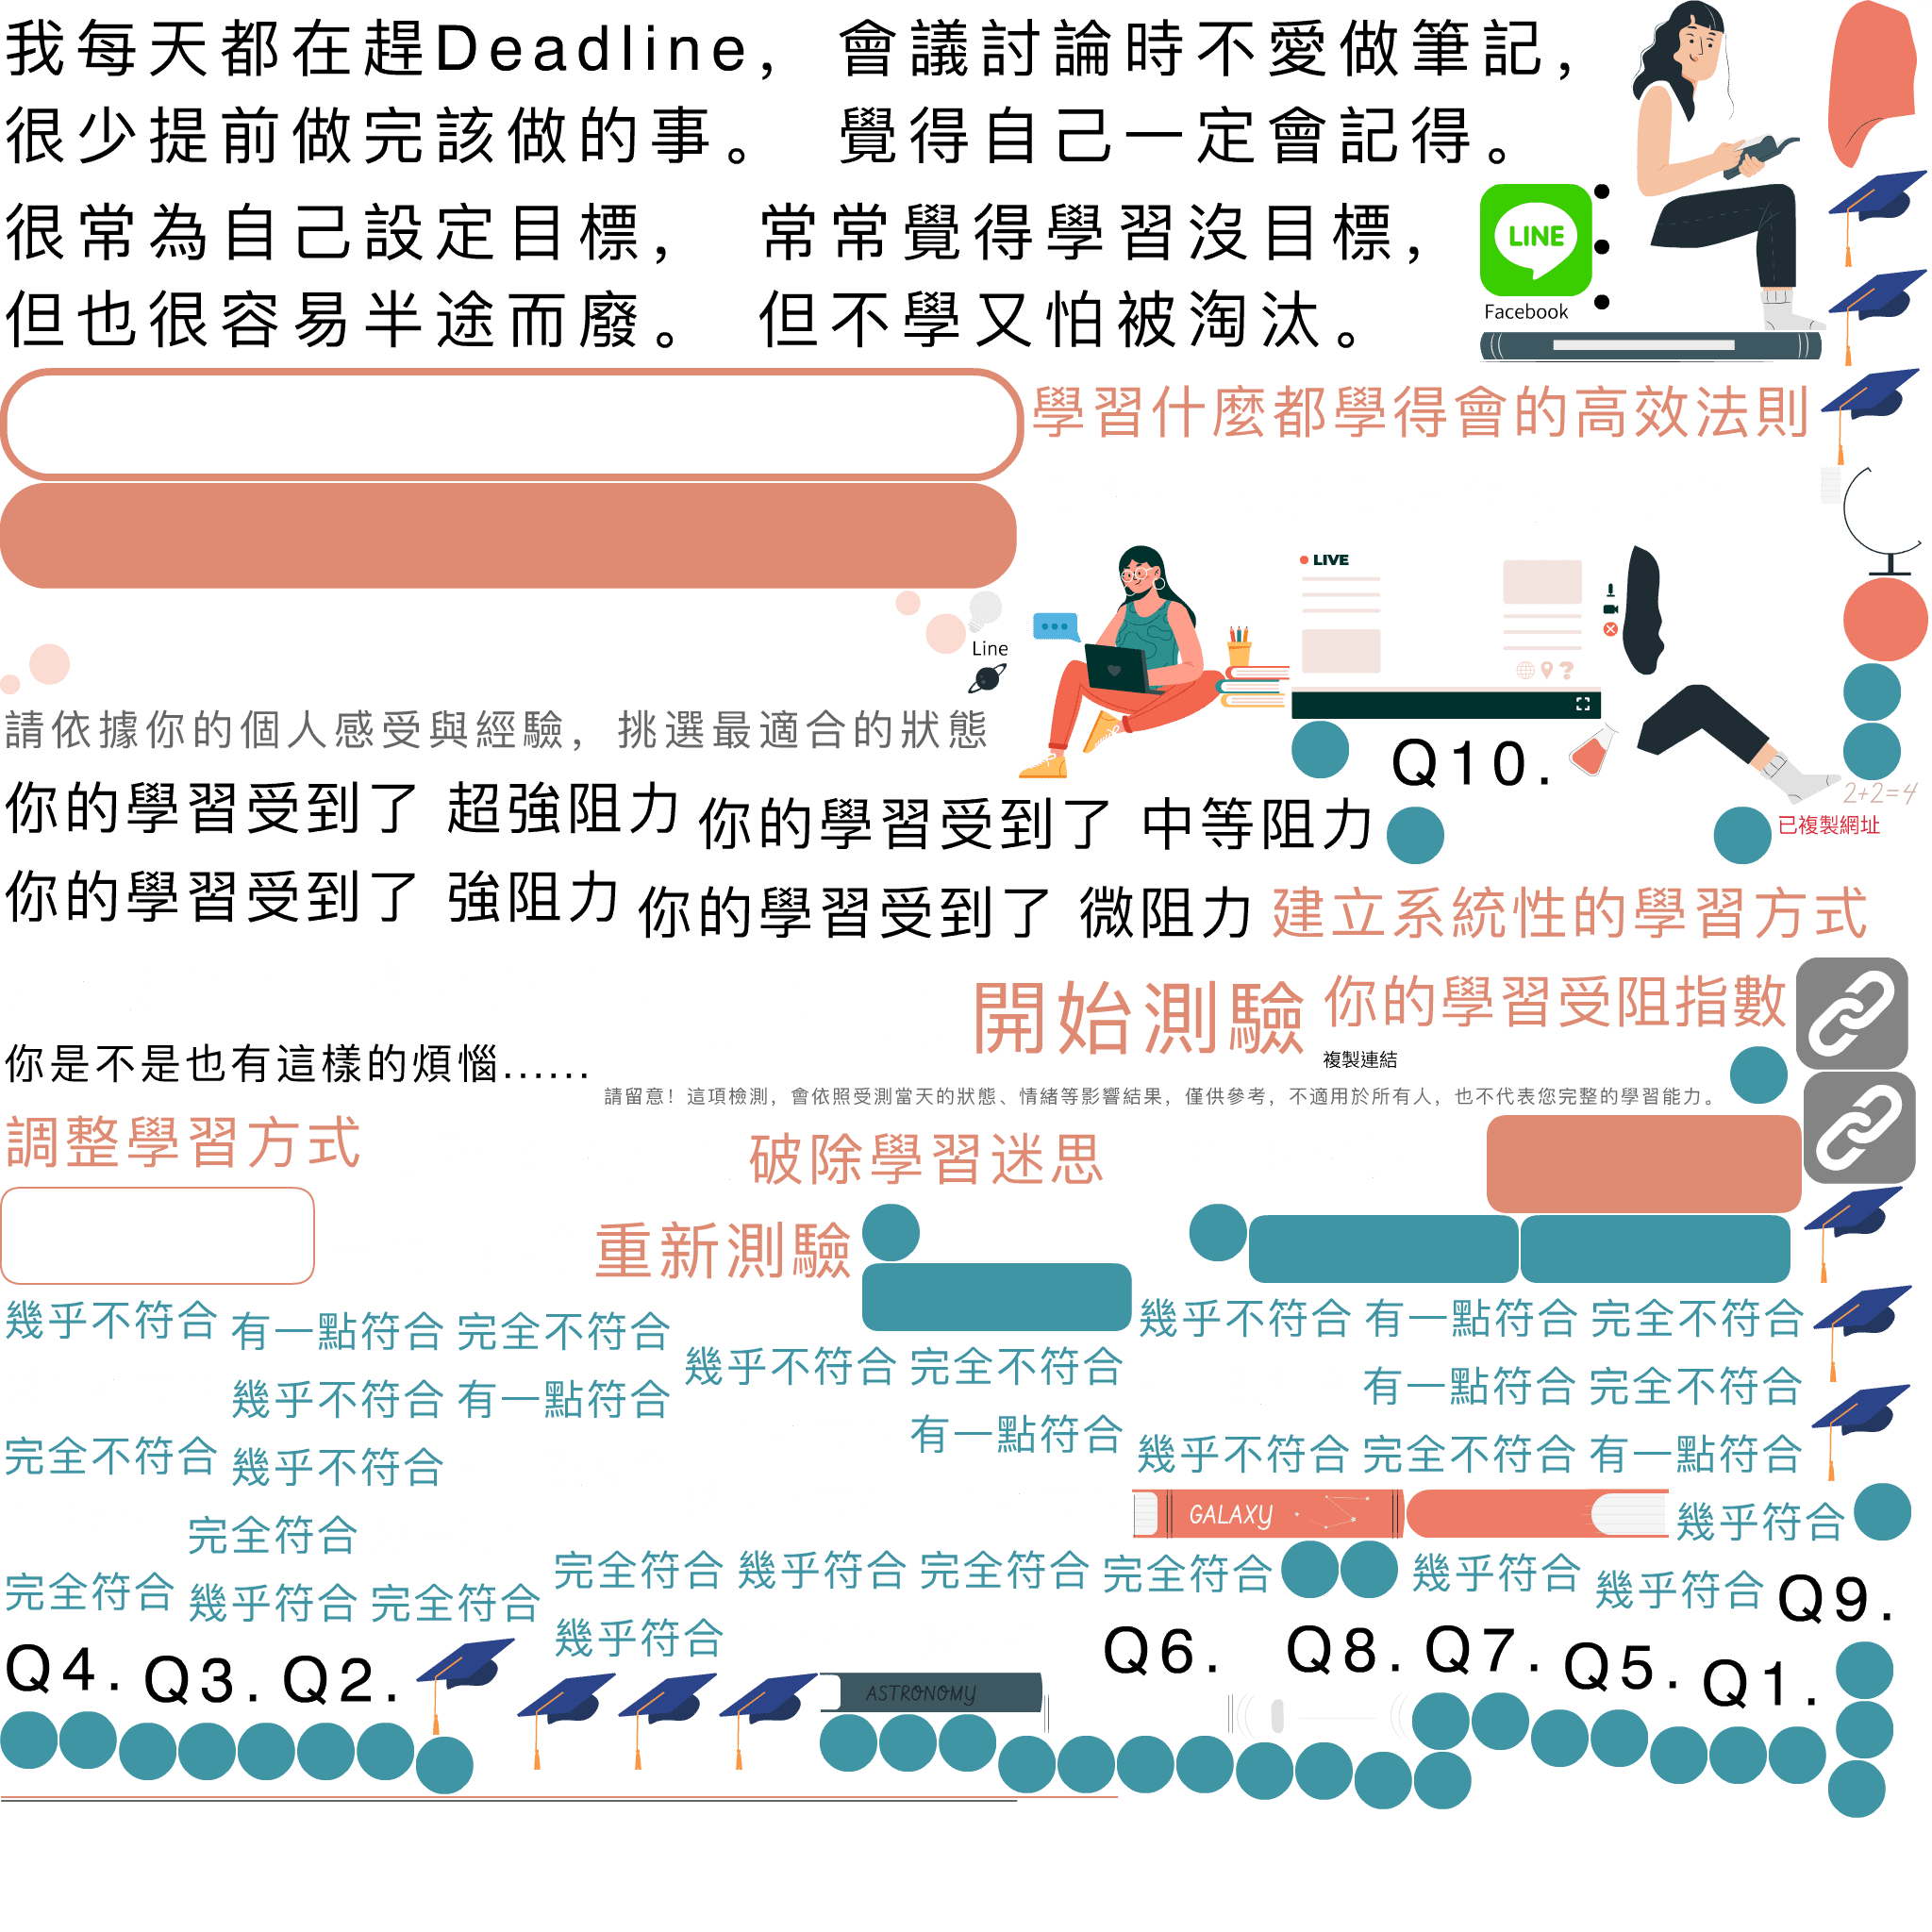 我每天都在趕Deadline，
很少提前做完該做的事。
會議討論時不愛做筆記，
覺得自己一定會記得。
很常為自己設定目標，
但也很容易半途而廢。
常常覺得學習沒目標，
但不學又怕被淘汰。
LINE
Facebook
學習什麼都學得會的高效法則
LIVE
Line
請依據你的個人感受與經驗，挑選最適合的狀態
Q10.
2+2=4
已複製網址
你的學習受到了 超強阻力
你的學習受到了 中等阻力
你的學習受到了 強阻力
你的學習受到了 微阻力
建立系統性的學習方式
開始測驗
你的學習受阻指數
複製連結
你是不是也有這樣的煩惱......
請留意！這項檢測，會依照受測當天的狀態、情緒等影響結果，僅供參考，不適用於所有人，也不代表您完整的學習能力。
調整學習方式
破除學習迷思
重新測驗
幾乎不符合
有一點符合
完全不符合
幾乎不符合
有一點符合
完全不符合
幾乎不符合
完全不符合
幾乎不符合
有一點符合
有一點符合
完全不符合
有一點符合
完全不符合
幾乎不符合
幾乎不符合
完全不符合
有一點符合
GALAXY
幾乎符合
完全符合
完全符合
幾乎符合
完全符合
完全符合
幾乎符合
完全符合
完全符合
幾乎符合
幾乎符合
幾乎符合
Q9.
Q4.
Q3.
Q2.
ASTRONOMY
Q6.
Q8.
Q7.
Q5.
Q1.